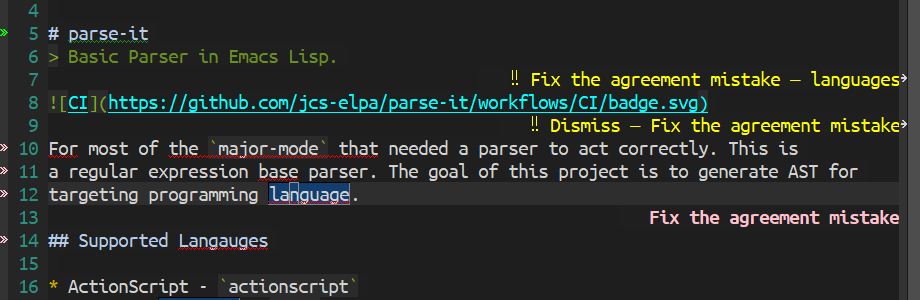 4
5 # parse-it
6 > Basic Parser in Emacs Lisp.
7 ‼ Fix the agreement mistake – languages
8 ![CI](https://github.com/jcs-elpa/parse-it/workflows/CI/badge.svg)
9 ‼ Dismiss – Fix the agreement mistake
10 For most of the `major-mode` that needed a parser to act correctly. This is
11 a regular expression base parser. The goal of this project is to generate AST for
12 targeting programming language.
13 Fix the agreement mistake
14 ## Supported Langauges
15
16 * ActionScript - `actionscript`